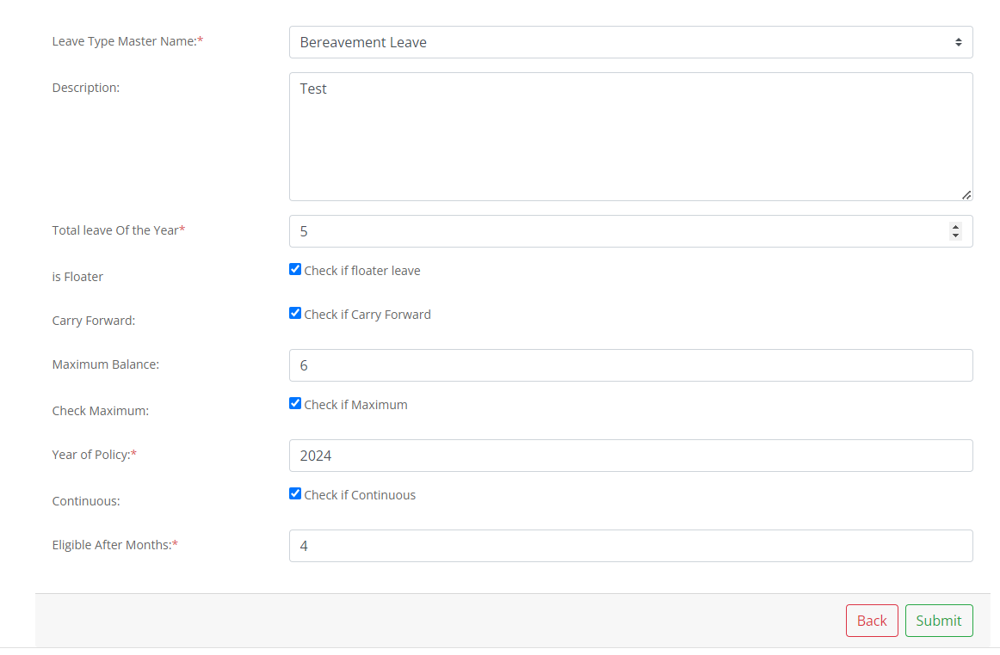 Leave Type Master Name:* Bereavement Leave
Description: Test
Total leave Of the Year* 5
is Floater Check if floater leave
Carry Forward: Check if Carry Forward
Maximum Balance: 6
Check Maximum: Check if Maximum
Year of Policy:* 2024
Continuous: Check if Continuous
Eligible After Months:* 4
Back Submit